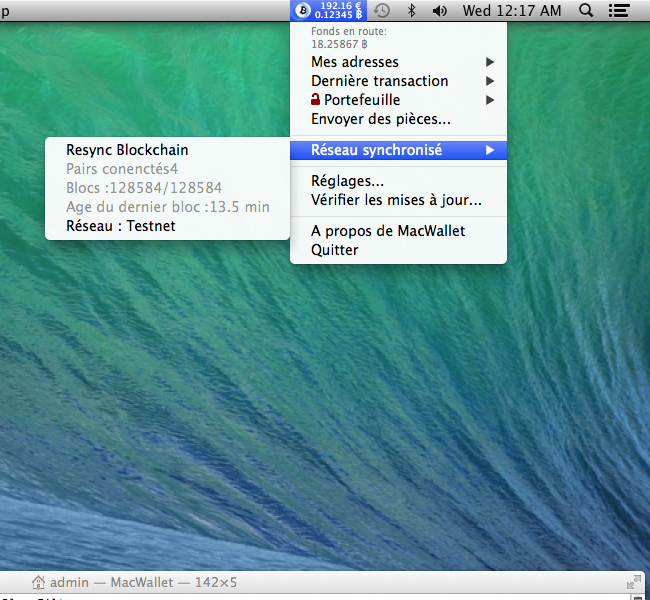 p
192.16 €
0.12345 ฿
Wed 12:17 AM
Fonds en route:
18.25867 ฿
Mes adresses
Dernière transaction
Portefeuille
Envoyer des pièces...
Réseau synchronisé
Réglages...
Vérifier les mises à jour...
A propos de MacWallet
Quitter
Resync Blockchain
Pairs conenctés4
Blocs :128584/128584
Age du dernier bloc :13.5 min
Réseau : Testnet
admin — MacWallet — 142×5